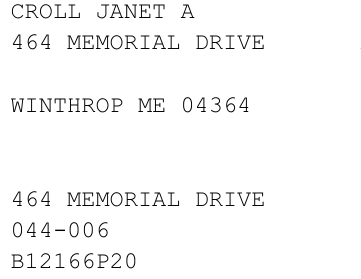 CROLL JANET A
464 MEMORIAL DRIVE
WINTHROP ME 04364
464 MEMORIAL DRIVE
044-006
B12166P20